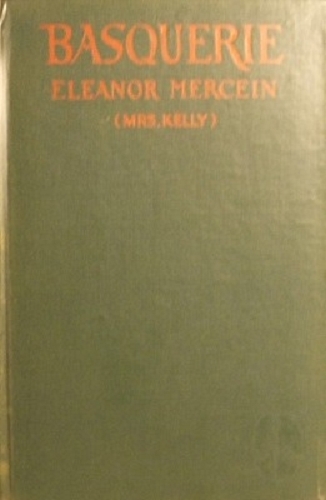 BASQUERIE
ELEANOR MERCEIN
(MRS. KELLY)